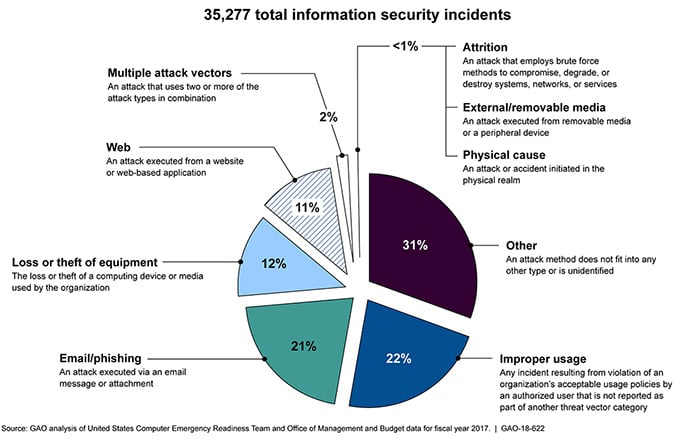 35,277 total information security incidents
<1%
Attrition
An attack that employs brute force
methods to compromise, degrade, or
destroy systems, networks, or services
External/removable media
An attack executed from removable media
or a peripheral device
Physical cause
An attack or accident initiated in the
physical realm
Multiple attack vectors
An attack that uses two or more of the
attack types in combination
2%
Web
An attack executed from a website
or web-based application
11%
31%
Other
An attack method does not fit into any
other type or is unidentified
Loss or theft of equipment
The loss or theft of a computing device or media
used by the organization
12%
Email/phishing
An attack executed via an email
message or attachment
21%
22%
Improper usage
Any incident resulting from violation of an
organization's acceptable usage policies by
an authorized user that is not reported as
part of another threat vector category
Source: GAO analysis of United States Computer Emergency Readiness Team and Office of Management and Budget data for fiscal year 2017. | GAO-18-622